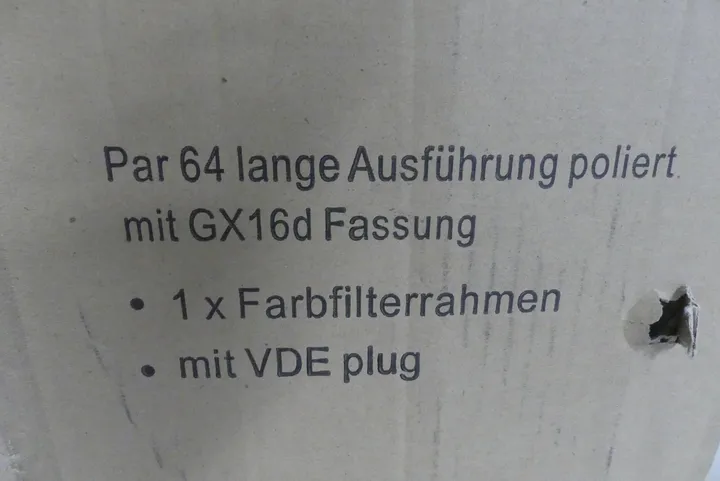 Par 64 lange Ausführung poliert.
mit GX16d Fassung
• 1 x Farbfilterrahmen
• mit VDE plug